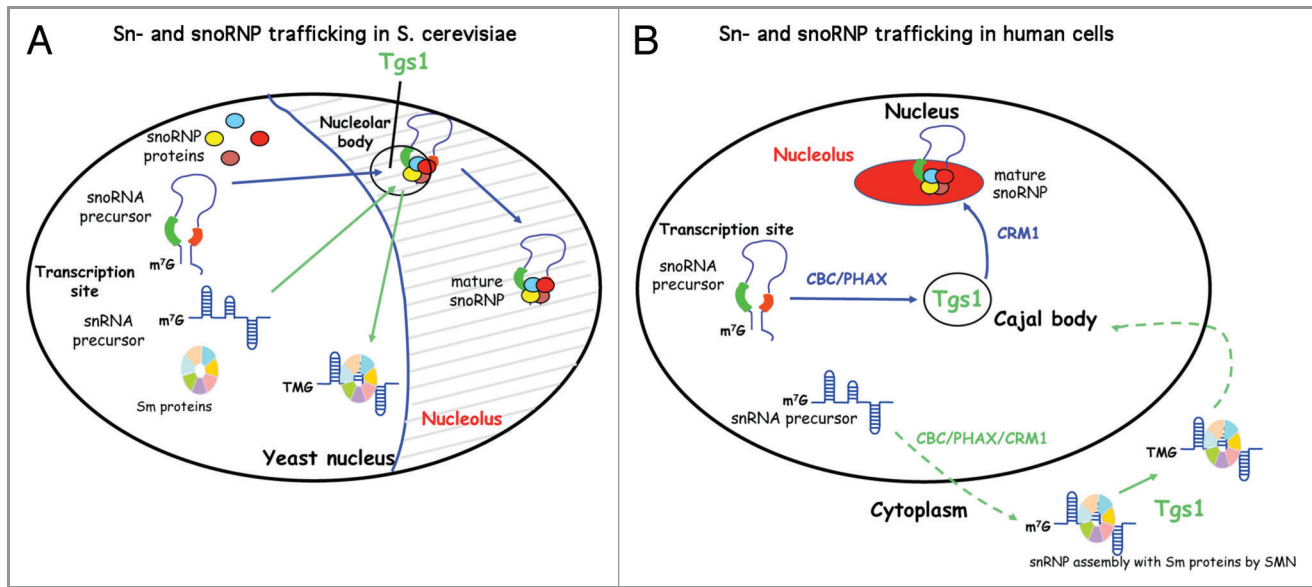 A
Sn- and snoRNP trafficking in S. cerevisiae
Tgs1
snoRNP
proteins
Nucleolar
body
snoRNA
precursor
m⁷G
Transcription
site
mature
snoRNP
m⁷G
snRNA
precursor
Sm proteins
TMG
Nucleolus
Yeast nucleus
B
Sn- and snoRNP trafficking in human cells
Nucleus
Nucleolus
mature
snoRNP
Transcription site
CRM1
snoRNA
precursor
CBC/PHAX
Tgs1
m⁷G
Cajal body
m⁷G
snRNA precursor
CBC/PHAX/CRM1
TMG
Cytoplasm
Tgs1
m⁷G
snRNP assembly with Sm proteins by SMN